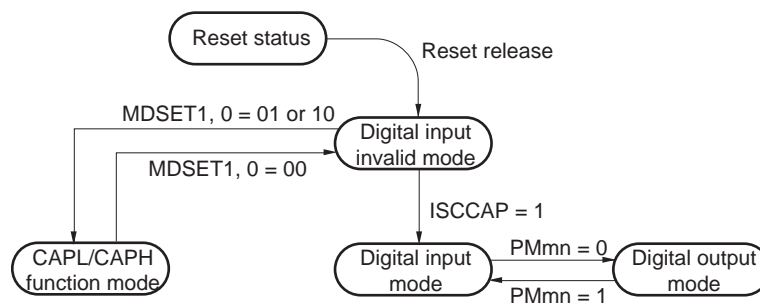 Reset status
Reset release
MDSET1, 0 = 01 or 10
Digital input
invalid mode
MDSET1, 0 = 00
ISCCAP = 1
CAPL/CAPH
function mode
Digital input
mode
PMmn = 0
PMmn = 1
Digital output
mode